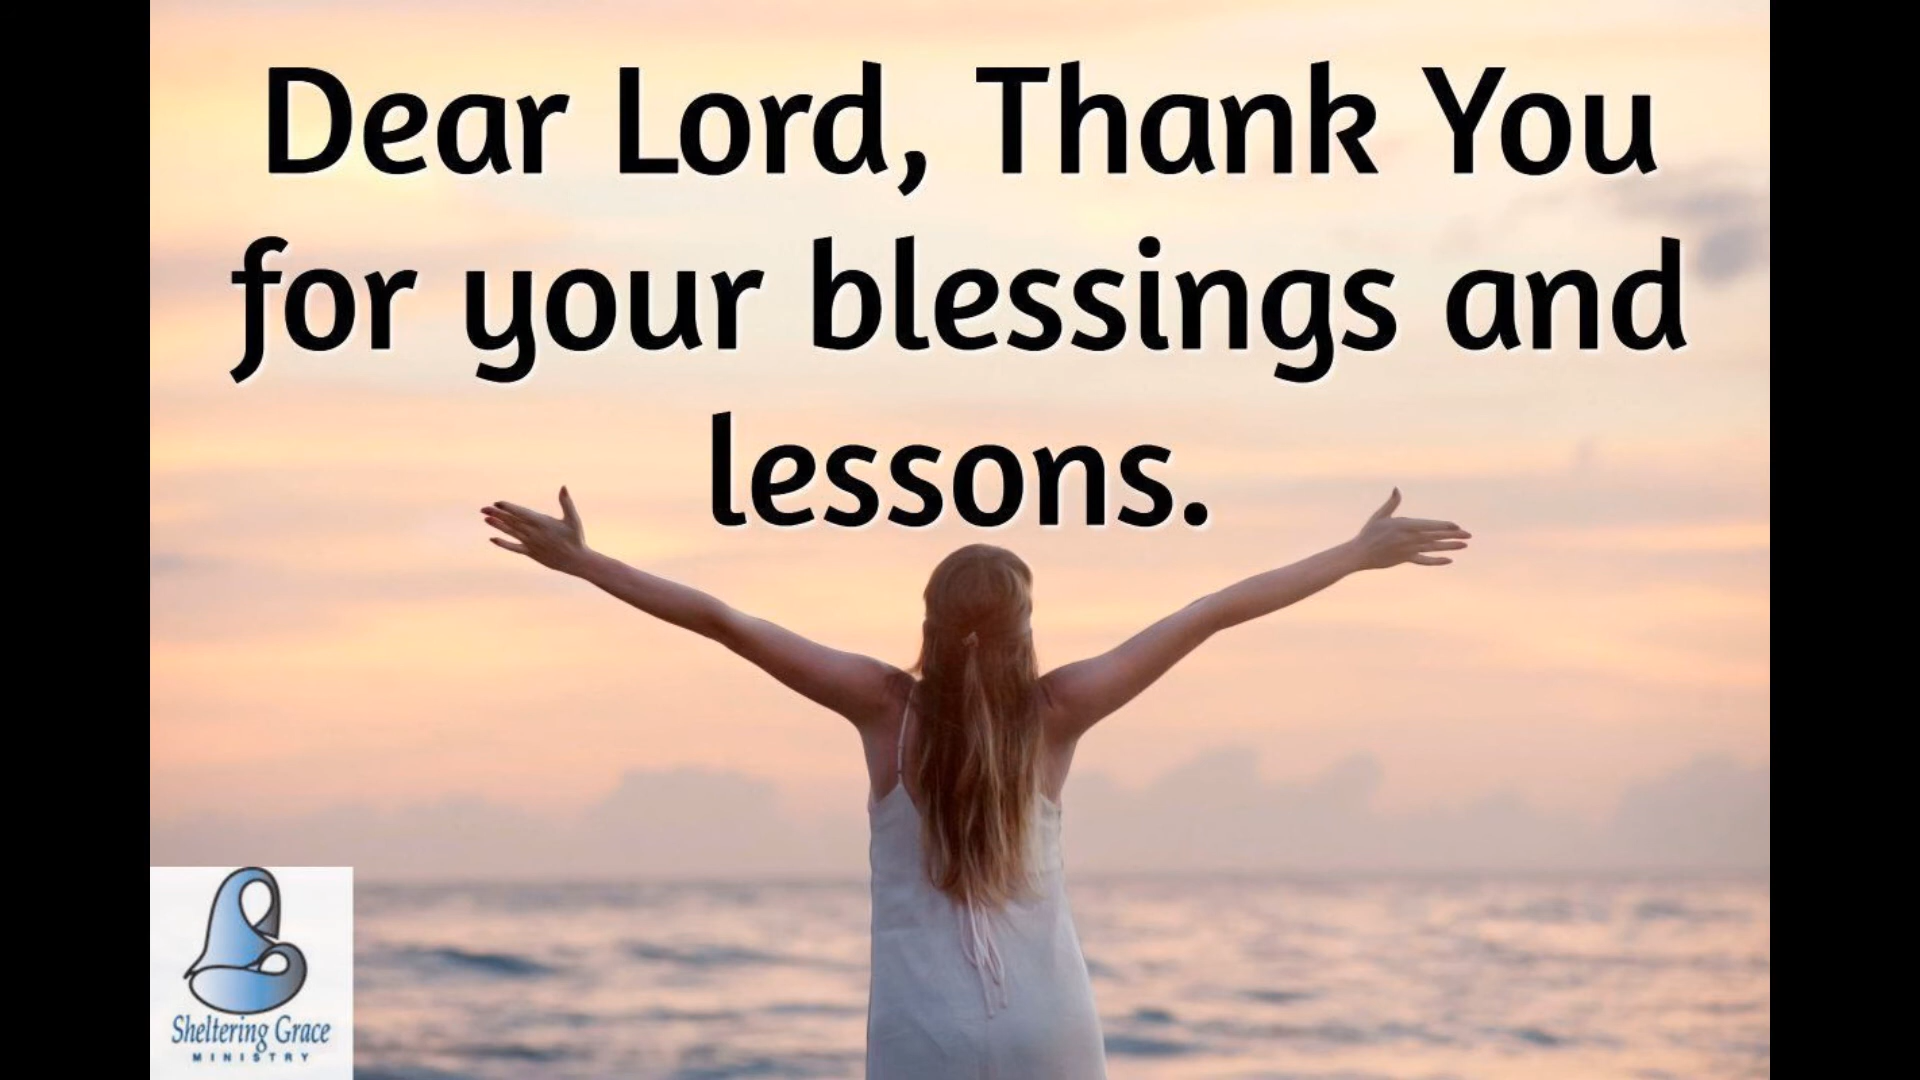 Dear Lord, Thank You
for your blessings and
lessons.
Sheltering Grace
MINISTRY